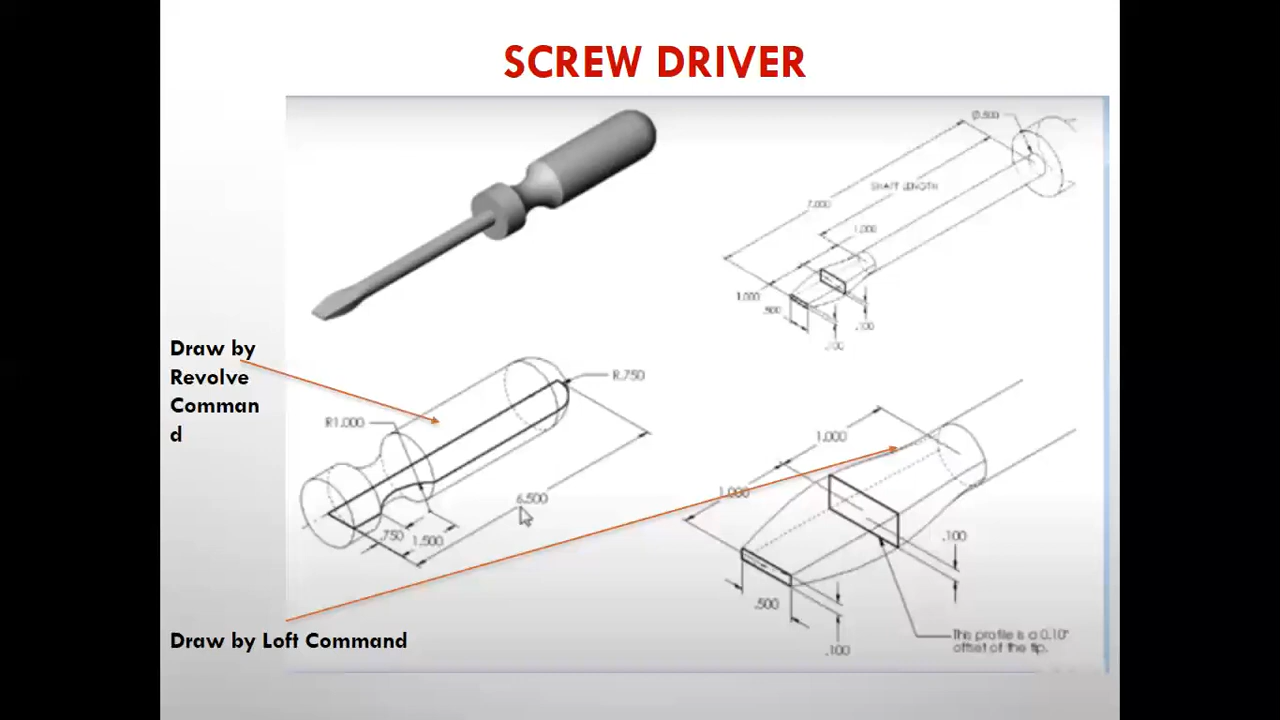 SCREW DRIVER
Ø.500
SHAFT LENGTH
7.000
1.000
1.000
.500
.100
.100
Draw by
Revolve
Comman
d
R.750
R1.000
6.500
.750
1.500
1.000
1.000
.100
.500
.100
This profile is a 0.10"
offset of the tip.
Draw by Loft Command